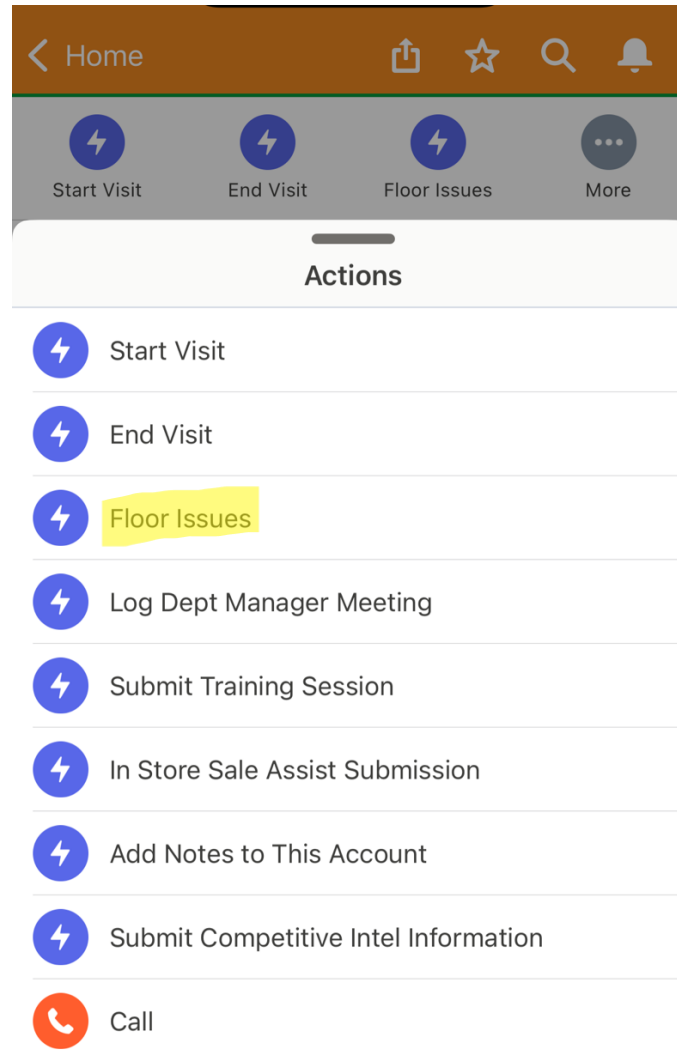 Home
Start Visit
End Visit
Floor Issues
More
Actions
Start Visit
End Visit
Floor Issues
Log Dept Manager Meeting
Submit Training Session
In Store Sale Assist Submission
Add Notes to This Account
Submit Competitive Intel Information
Call